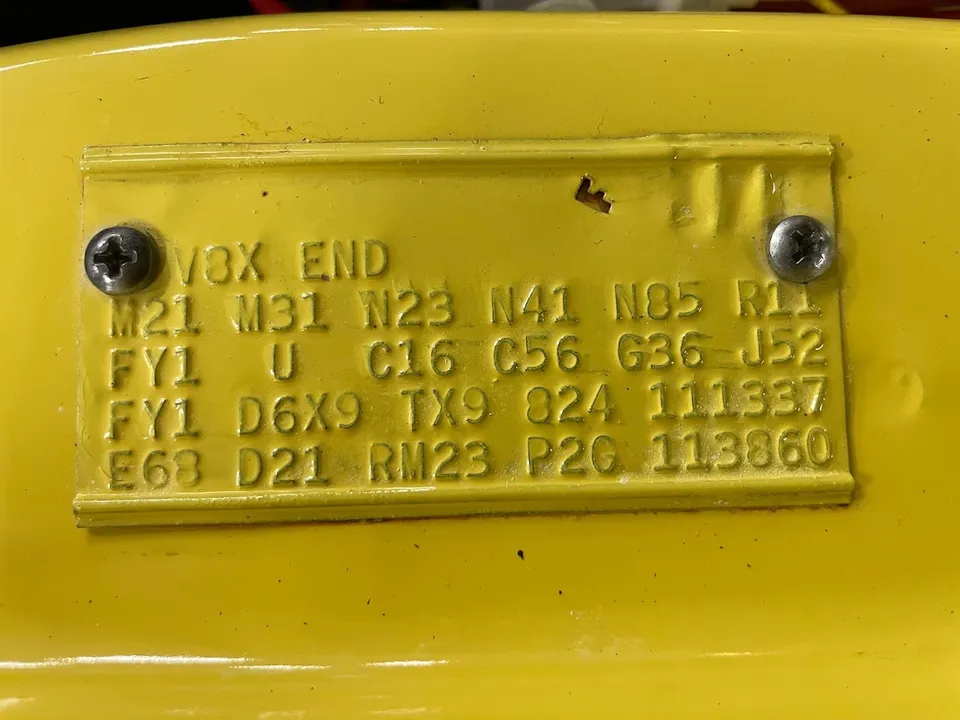 V8X END
M21 M31 N23 N41 N85 R11
FY1 U C16 C56 G36 J52
FY1 D6X9 TX9 824 111337
E68 D21 RM23 P2G 113860